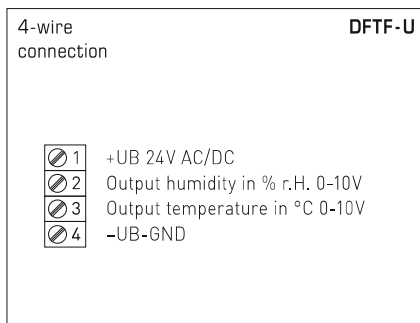 4-wire DFTF-U
connection
1 +UB 24V AC/DC
2 Output humidity in % r.H. 0-10V
3 Output temperature in °C 0-10V
4 -UB-GND